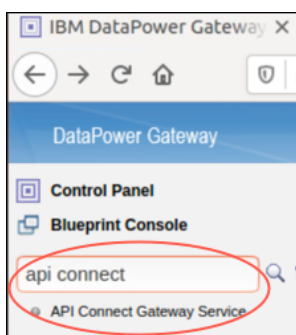 IBM DataPower Gateway
DataPower Gateway
Control Panel
Blueprint Console
api connect
API Connect Gateway Service